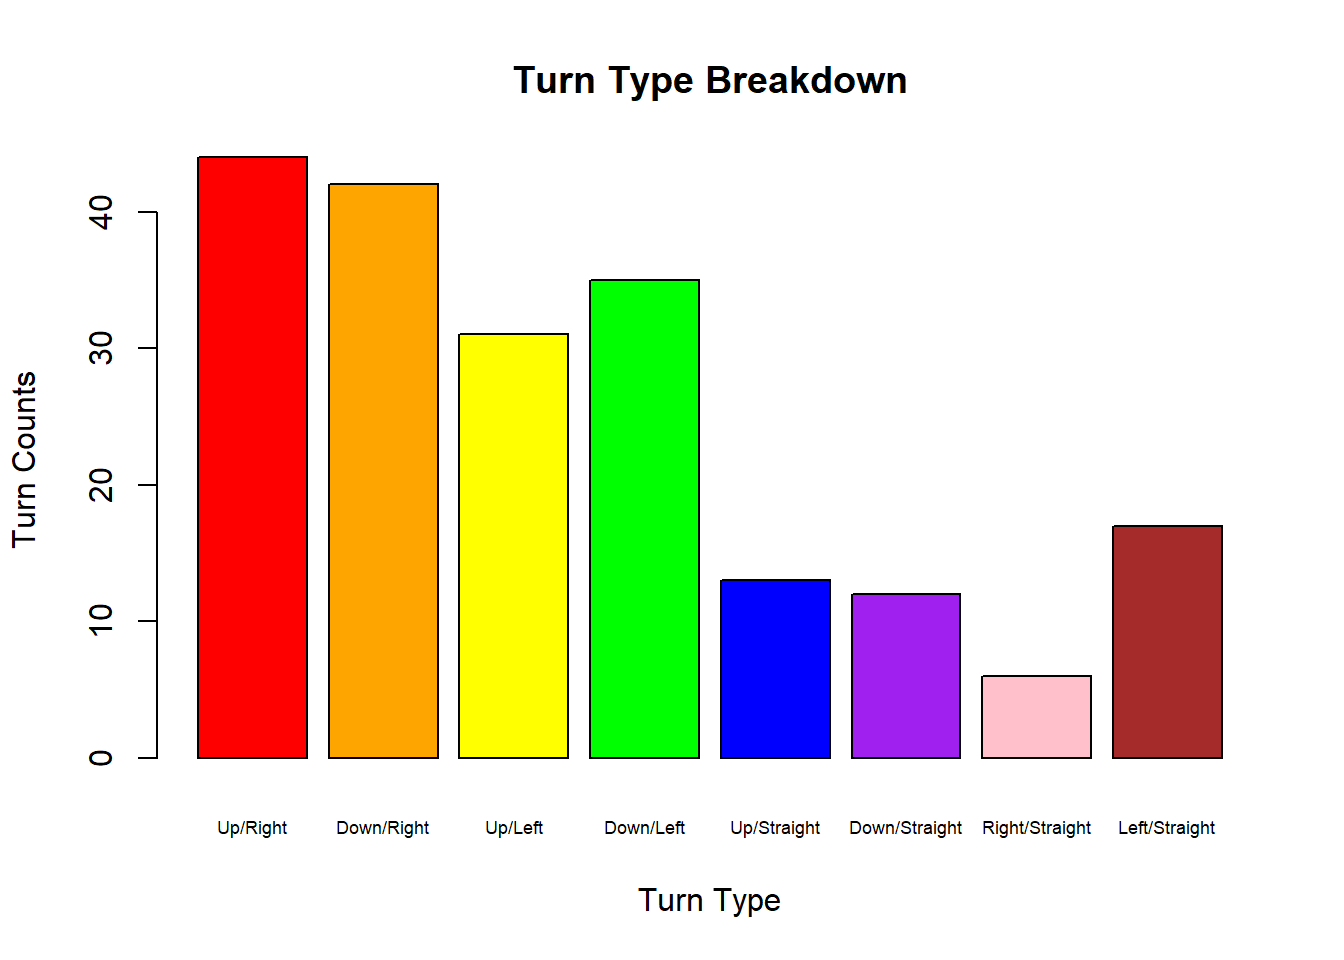 Turn Type Breakdown
Turn Counts
40
30
20
10
0
Up/Right Down/Right Up/Left Down/Left Up/Straight Down/Straight Right/Straight Left/Straight
Turn Type